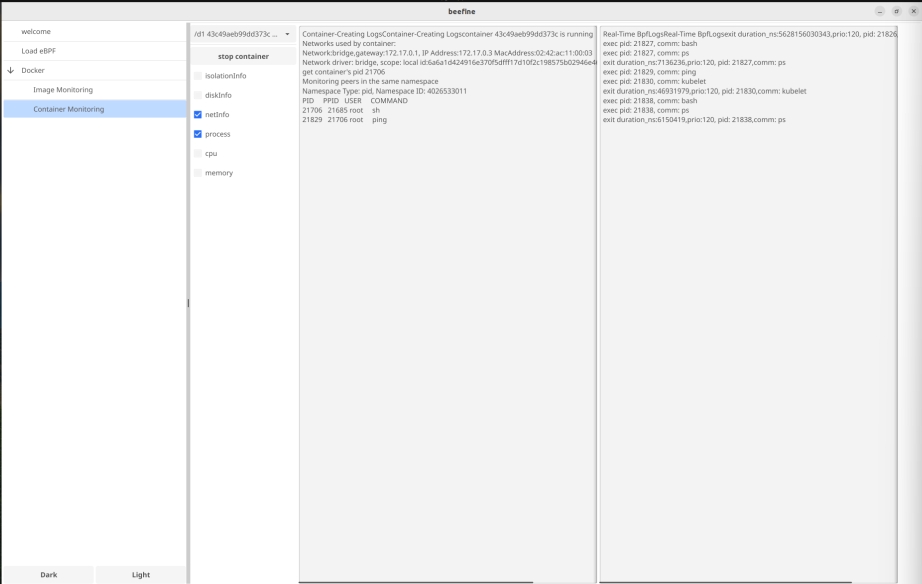 beefine
welcome
Load eBPF
Docker
Image Monitoring
Container Monitoring
Dark
Light
/d1 43c49aeb99dd373c ...
stop container
isolationInfo
diskInfo
netInfo
process
cpu
memory
Container-Creating LogsContainer-Creating Logscontainer 43c49aeb99dd373c is running
Networks used by container:
Network:bridge,gateway:172.17.0.1, IP Address:172.17.0.3 MacAddress:02:42:ac:11:00:03
Network driver: bridge, scope: local id:6a6a1d424916e370f5dfff17d10f2c198575b02946e4
get container's pid 21706
Monitoring peers in the same namespace
Namespace Type: pid, Namespace ID: 4026533011
PID PPID USER COMMAND
21706 21685 root sh
21829 21706 root ping
Real-Time BpfLogsReal-Time BpfLogsexit duration_ns:5628156030343,prio:120, pid: 21826
exec pid: 21827, comm: bash
exec pid: 21827, comm: ps
exit duration_ns:7136236,prio:120, pid: 21827,comm: ps
exec pid: 21829, comm: ping
exec pid: 21830, comm: kubelet
exit duration_ns:46931979,prio:120, pid: 21830,comm: kubelet
exec pid: 21838, comm: bash
exec pid: 21838, comm: ps
exit duration_ns:6150419,prio:120, pid: 21838,comm: ps